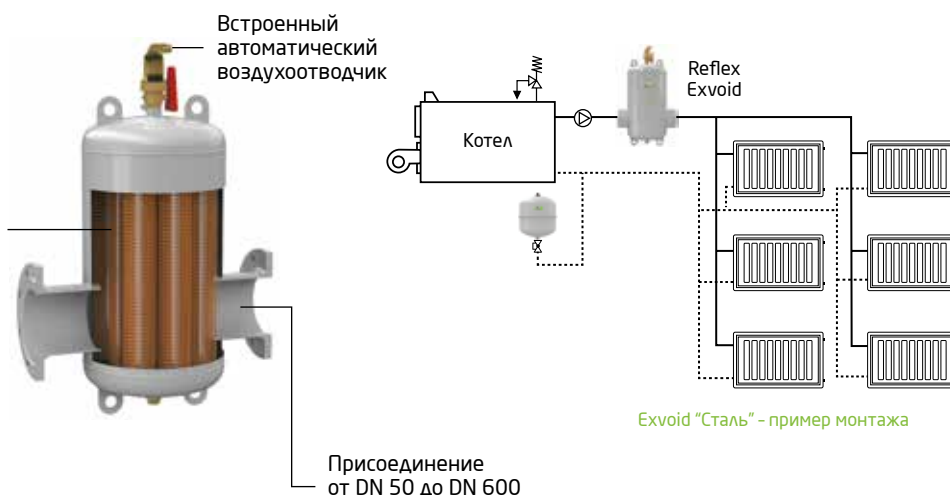 Встроенный
автоматический
воздухоотводчик
Reflex
Exvoid
Котел
Exvoid "Сталь" – пример монтажа
Присоединение
от DN 50 до DN 600